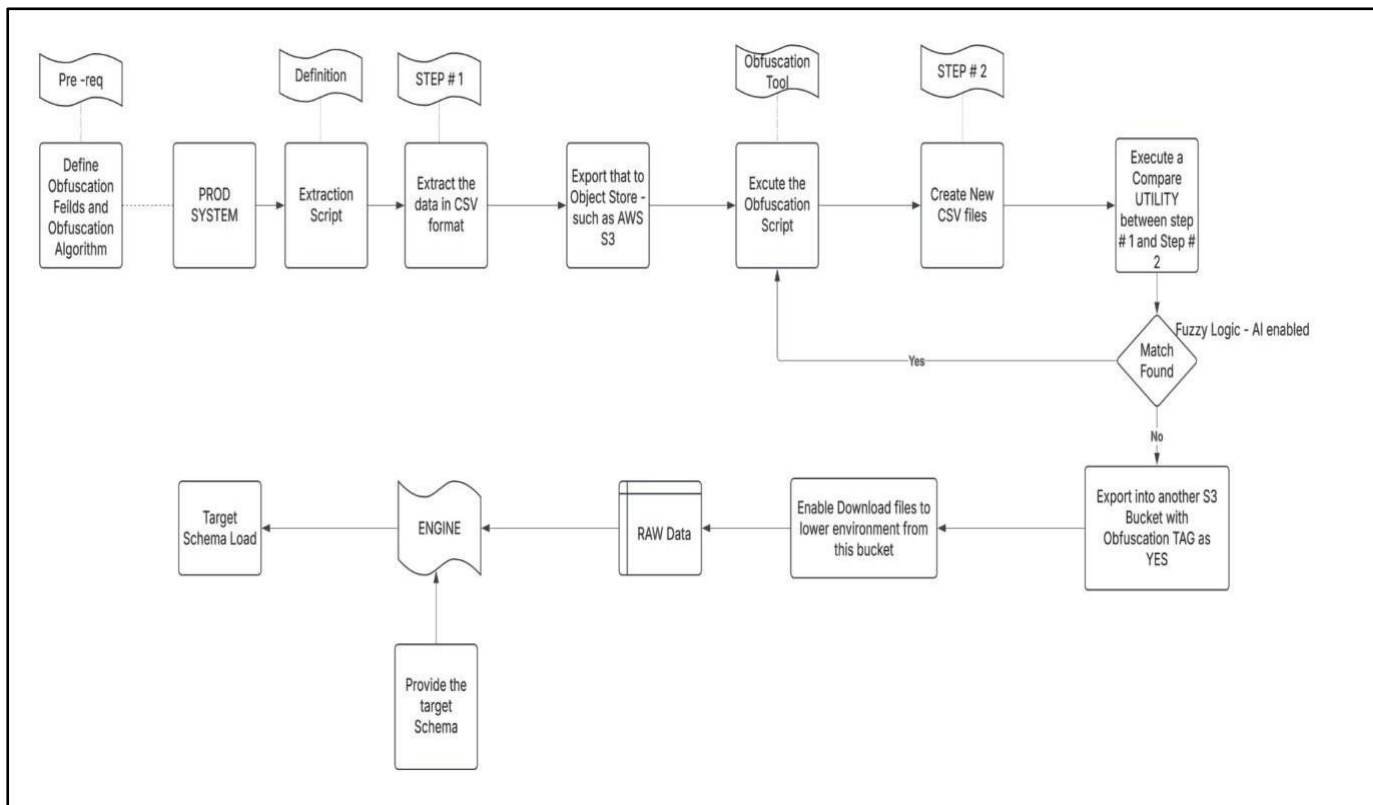 Pre -req
Definition
STEP # 1
Obfuscation
Tool
STEP # 2
Define
Obfuscation
Feilds and
Obfuscation
Algorithm
PROD
SYSTEM
Extraction
Script
Extract the
data in CSV
format
Export that to
Object Store -
such as AWS
S3
Excute the
Obfuscation
Script
Create New
CSV files
Execute a
Compare
UTILITY
between step
# 1 and Step #
2
Fuzzy Logic - AI enabled
Match
Found
Yes
No
Target
Schema Load
ENGINE
RAW Data
Enable Download files to
lower environment from
this bucket
Export into another S3
Bucket with
Obfuscation TAG as
YES
Provide the
target
Schema